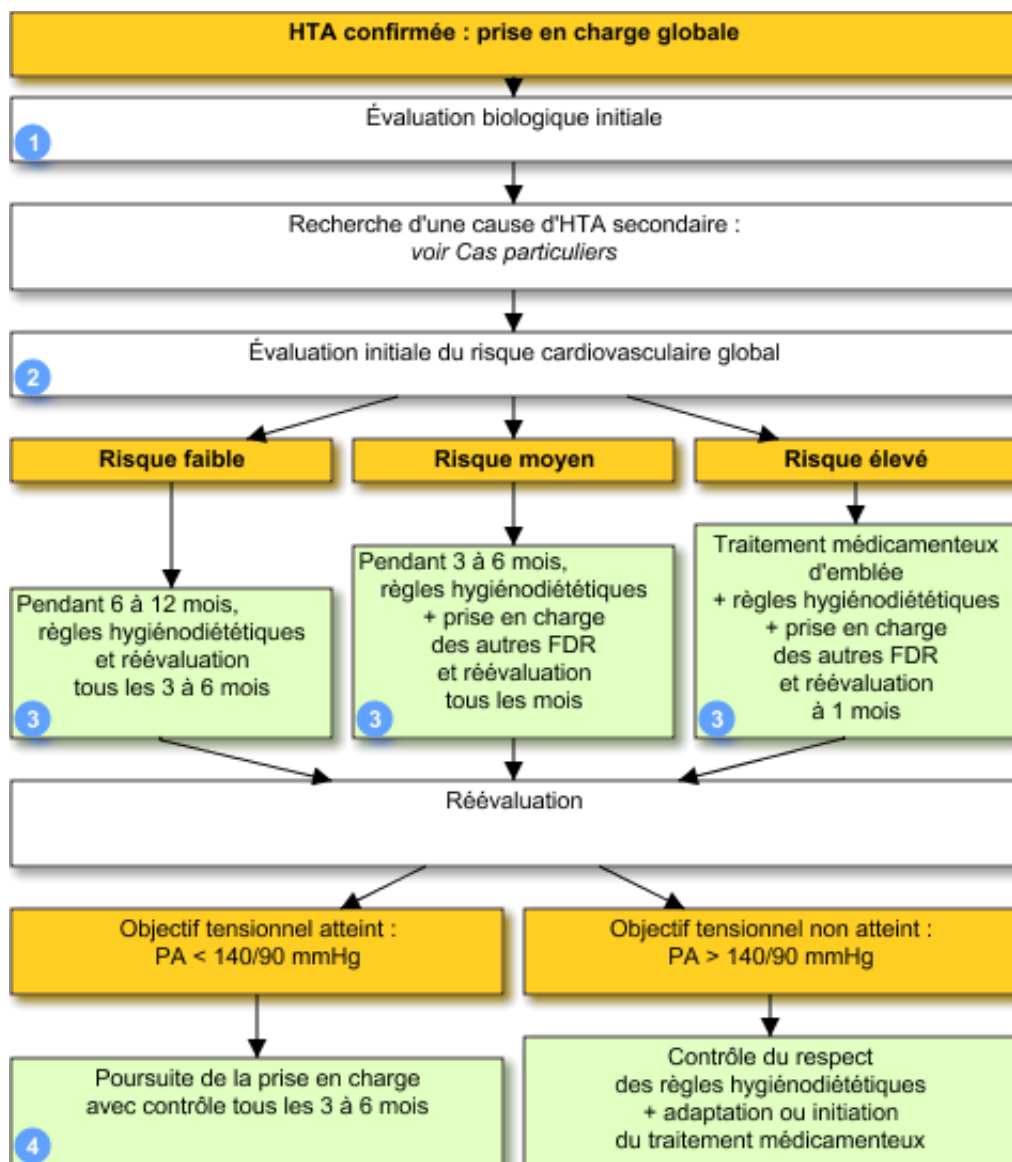 HTA confirmée : prise en charge globale
Évaluation biologique initiale
1
Recherche d'une cause d'HTA secondaire :
voir Cas particuliers
Évaluation initiale du risque cardiovasculaire global
2
Risque faible
Risque moyen
Risque élevé
Pendant 6 à 12 mois,
règles hygiénodiététiques
et réévaluation
tous les 3 à 6 mois
3
Pendant 3 à 6 mois,
règles hygiénodiététiques
+ prise en charge
des autres FDR
et réévaluation
tous les mois
3
Traitement médicamenteux
d'emblée
+ règles hygiénodiététiques
+ prise en charge
des autres FDR
et réévaluation
à 1 mois
3
Réévaluation
Objectif tensionnel atteint :
PA < 140/90 mmHg
Objectif tensionnel non atteint :
PA > 140/90 mmHg
Poursuite de la prise en charge
avec contrôle tous les 3 à 6 mois
4
Contrôle du respect
des règles hygiénodiététiques
+ adaptation ou initiation
du traitement médicamenteux